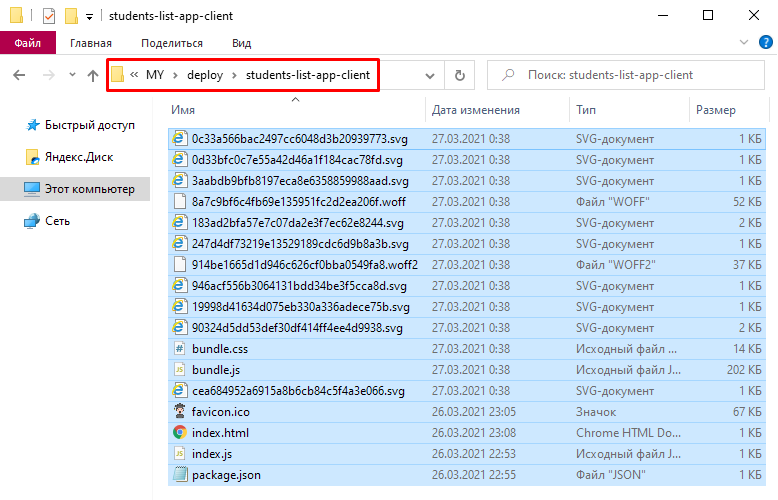 students-list-app-client
Файл Главная Поделиться Вид
« MY > deploy > students-list-app-client Поиск: students-list-app-client
Имя Дата изменения Тип Размер
Быстрый доступ
Яндекс.Диск
Этот компьютер
Сеть
0c33a566bac2497cc6048d3b20939773.svg 27.03.2021 0:38 SVG-документ 1 КБ
0d33bfc0c7e55a42d46a1f184cac78fd.svg 27.03.2021 0:38 SVG-документ 1 КБ
3aabdb9bfb8197eca8e6358859988aad.svg 27.03.2021 0:38 SVG-документ 1 КБ
8a7c9bf6c4fb69e135951fc2d2ea206f.woff 27.03.2021 0:38 Файл "WOFF" 52 КБ
183ad2bfa57e7c07da2e3f7ec62e8244.svg 27.03.2021 0:38 SVG-документ 2 КБ
247d4df73219e13529189cdc6d9b8a3b.svg 27.03.2021 0:38 SVG-документ 1 КБ
914be1665d1d946c626cf0bba0549fa8.woff2 27.03.2021 0:38 Файл "WOFF2" 37 КБ
946acf556b3064131bdd34be3f5cca8d.svg 27.03.2021 0:38 SVG-документ 1 КБ
19998d41634d075eb330a336adece75b.svg 27.03.2021 0:38 SVG-документ 1 КБ
90324d5dd53def30df414ff4ee4d9938.svg 27.03.2021 0:38 SVG-документ 2 КБ
bundle.css 27.03.2021 0:38 Исходный файл ... 14 КБ
bundle.js 27.03.2021 0:38 Исходный файл J... 202 КБ
cea684952a6915a8b6cb84c5f4a3e066.svg 27.03.2021 0:38 SVG-документ 1 КБ
favicon.ico 26.03.2021 23:05 Значок 67 КБ
index.html 26.03.2021 23:08 Chrome HTML Do... 1 КБ
index.js 26.03.2021 22:53 Исходный файл J... 1 КБ
package.json 26.03.2021 22:55 Файл "JSON" 1 КБ